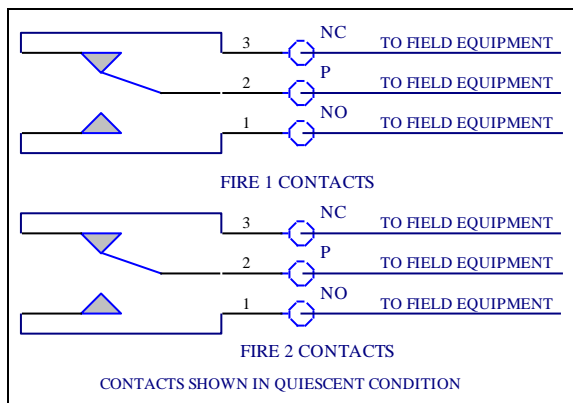 3 NC TO FIELD EQUIPMENT
2 P TO FIELD EQUIPMENT
1 NO TO FIELD EQUIPMENT
FIRE 1 CONTACTS
3 NC TO FIELD EQUIPMENT
2 P TO FIELD EQUIPMENT
1 NO TO FIELD EQUIPMENT
FIRE 2 CONTACTS
CONTACTS SHOWN IN QUIESCENT CONDITION